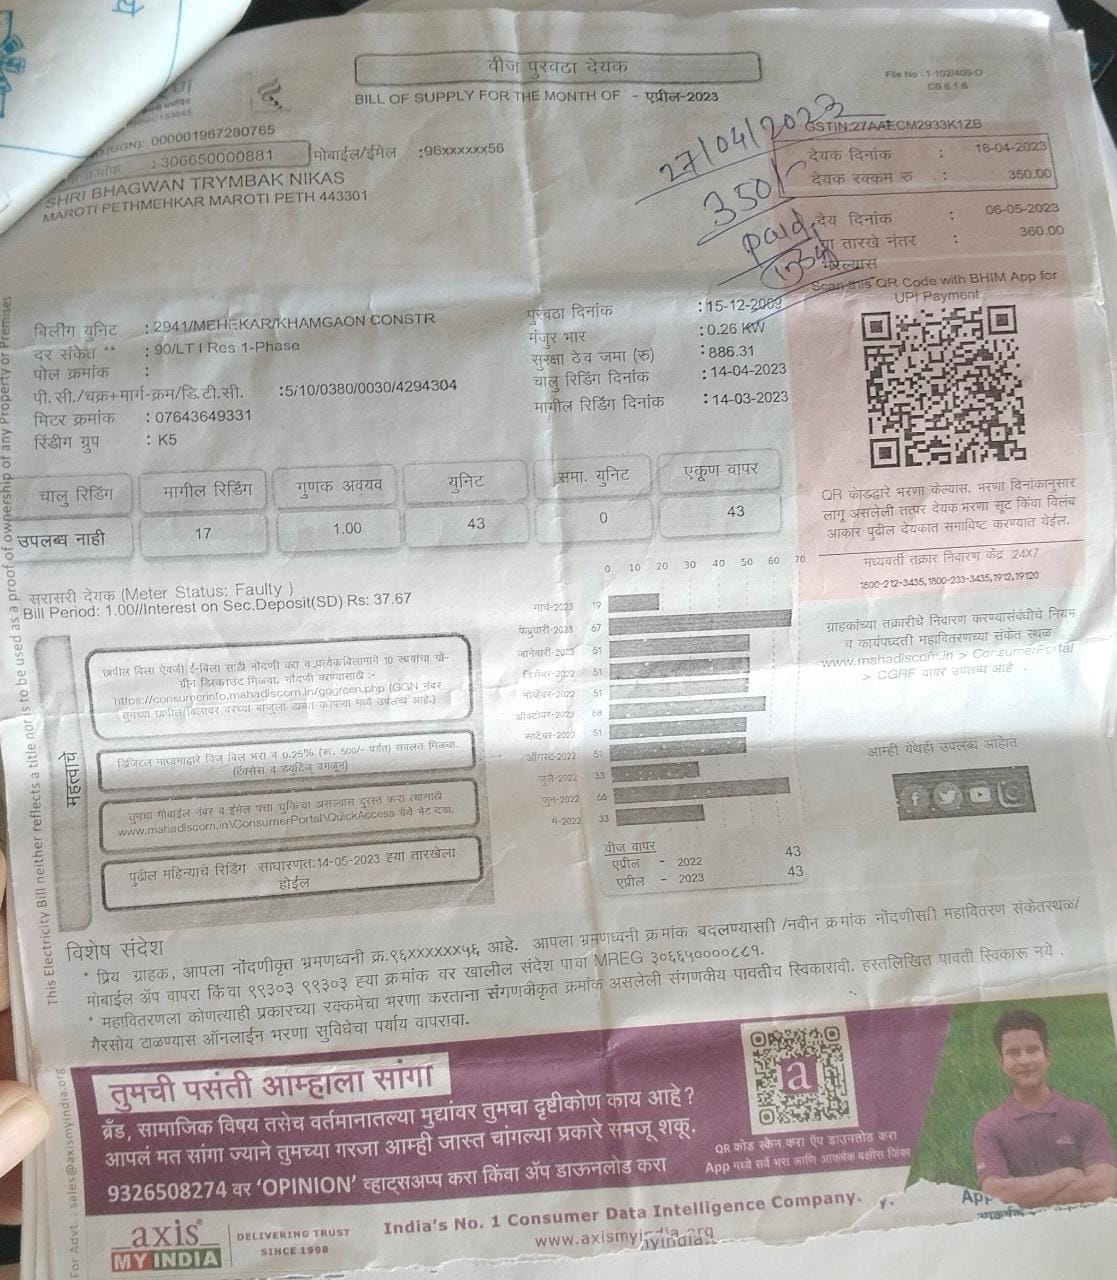 वीज पुरवठा देयक
BILL OF SUPPLY FOR THE MONTH OF - एप्रील-2023
File No : 1-102/400-D
CB 6.1.6
GSTIN:27AAECM2933K1ZB
(GGN): 000001967280765
: 306650000881 मोबाईल/ईमेल :96xxxxxx56
SHRI BHAGWAN TRYMBAK NIKAS
MAROTI PETHMEHKAR MAROTI PETH 443301
27/04/2023
350/-
paid
देयक दिनांक : 16-04-2023
देयक रक्कम रु : 350.00
देय दिनांक : 06-05-2023
या तारखे नंतर : 360.00
भरल्यास
Scan this QR Code with BHIM App for
UPI Payment
बिलींग युनिट : 2941/MEHEKAR/KHAMGAON CONSTR
दर संकेत ** : 90/LT I Res 1-Phase
पोल क्रमांक :
पी.सी./चक्र+मार्ग-क्रम/डि.टी.सी. :5/10/0380/0030/4294304
मिटर क्रमांक : 07643649331
रिडींग ग्रुप : K5
पुरवठा दिनांक : 15-12-2009
मंजुर भार : 0.26 KW
सुरक्षा ठेव जमा (रु) : 886.31
चालु रिडिंग दिनांक : 14-04-2023
मागील रिडिंग दिनांक : 14-03-2023
चालु रिडिंग मागील रिडिंग गुणक अवयव युनिट समा. युनिट एकूण वापर
उपलब्ध नाही 17 1.00 43 0 43
QR कोडद्वारे भरणा केल्यास, भरणा दिनांकानुसार
लागू असलेली तत्पर देयक भरणा सूट किंवा विलंब
आकार पुढील देयकात समाविष्ट करण्यात येईल.
मध्यवर्ती तक्रार निवारण केंद्र 24X7
1800-212-3435,1800-233-3435,1912,19120
ग्राहकांच्या तक्रारीचे निवारण करण्यासंबंधीचे नियम
व कार्यपध्दती महावितरणच्या संकेत स्थळ
www.mahadiscom.in > ConsumerPortal
> CGRF वापर उपलब्ध आहे
आम्ही येथेही उपलब्ध आहोत
सरासरी देयक (Meter Status: Faulty )
Bill Period: 1.00//Interest on Sec.Deposit(SD) Rs: 37.67
महत्वाचे
छापील बिला ऐवजी ई-बिला साठी नोंदणी करा व प्रत्येकबिलामागे 10 रुपयांचा गो-
ग्रीन डिस्काउंट मिळवा. नोंदणी करण्यासाठी :-
https://consumerinfo.mahadiscom.in/gogreen.php (GGN नंबर
तुमच्या छापील बिलावर वरच्या बाजुला डाव्या कोपऱ्या मध्ये उपलब्ध आहे.)
डिजिटल माध्यमाद्वारे विज बिल भरा व 0.25% (रू. 500/- पर्यंत) सवलत मिळवा.
(टॅक्सेस व ड्युटिज् वगळून)
तुमचा मोबाईल नंबर व ईमेल पत्ता चुकिचा असल्यास दुरस्त करा त्यासाठी
www.mahadiscom.in\ConsumerPortal\QuickAccess येथे भेट दया.
पुढील महिन्याचे रिडिंग साधारणत:14-05-2023 ह्या तारखेला
होईल
0 10 20 30 40 50 60 70
मार्च-2023 19
फेब्रुवारी-2023 67
जानेवारी-2023 51
डिसेंबर-2022 51
नोव्हेंबर-2022 51
ऑक्टोबर-2022 58
सप्टेंबर-2022 51
ऑगस्ट-2022 51
जुलै-2022 33
जुन-2022 66
मे-2022 33
वीज वापर
एप्रील - 2022 43
एप्रील - 2023 43
This Electricity Bill neither reflects a title nor is to be used as a proof of ownership of any Property or Premises
विशेष संदेश
* प्रिय ग्राहक, आपला नोंदणीकृत भ्रमणध्वनी क्र.९६xxxxxx५६ आहे. आपला भ्रमणध्वनी क्रमांक बदलण्यासाठी /नवीन क्रमांक नोंदणीसाठी महावितरण संकेतस्थळ/
मोबाईल ॲप वापरा किंवा ९९३०३ ९९३०३ ह्या क्रमांक वर खालील संदेश पाठवा MREG ३०६६५००००८८१.
* महावितरणला कोणत्याही प्रकारच्या रक्कमेचा भरणा करताना संगणकीकृत क्रमांक असलेली संगणकीय पावतीच स्विकारावी. हस्तलिखित पावती स्विकारू नये .
गैरसोय टाळण्यास ऑनलाईन भरणा सुविधेचा पर्याय वापरावा.
For Advt. : sales@axismyindia.org
तुमची पसंती आम्हाला सांगा
ब्रँड, सामाजिक विषय तसेच वर्तमानातल्या मुद्यांवर तुमचा दृष्टीकोण काय आहे ?
आपलं मत सांगा ज्याने तुमच्या गरजा आम्ही जास्त चांगल्या प्रकारे समजू शकू.
9326508274 वर 'OPINION' व्हाट्सअप्प करा किंवा ॲप डाऊनलोड करा
a
QR कोड स्कॅन करा ऍप डाउनलोड करा
App मध्ये सर्वे भरा आणि आकर्षक बक्षीस जिंका
axis
MY INDIA
DELIVERING TRUST
SINCE 1998
India's No. 1 Consumer Data Intelligence Company.
www.axismyindia.org